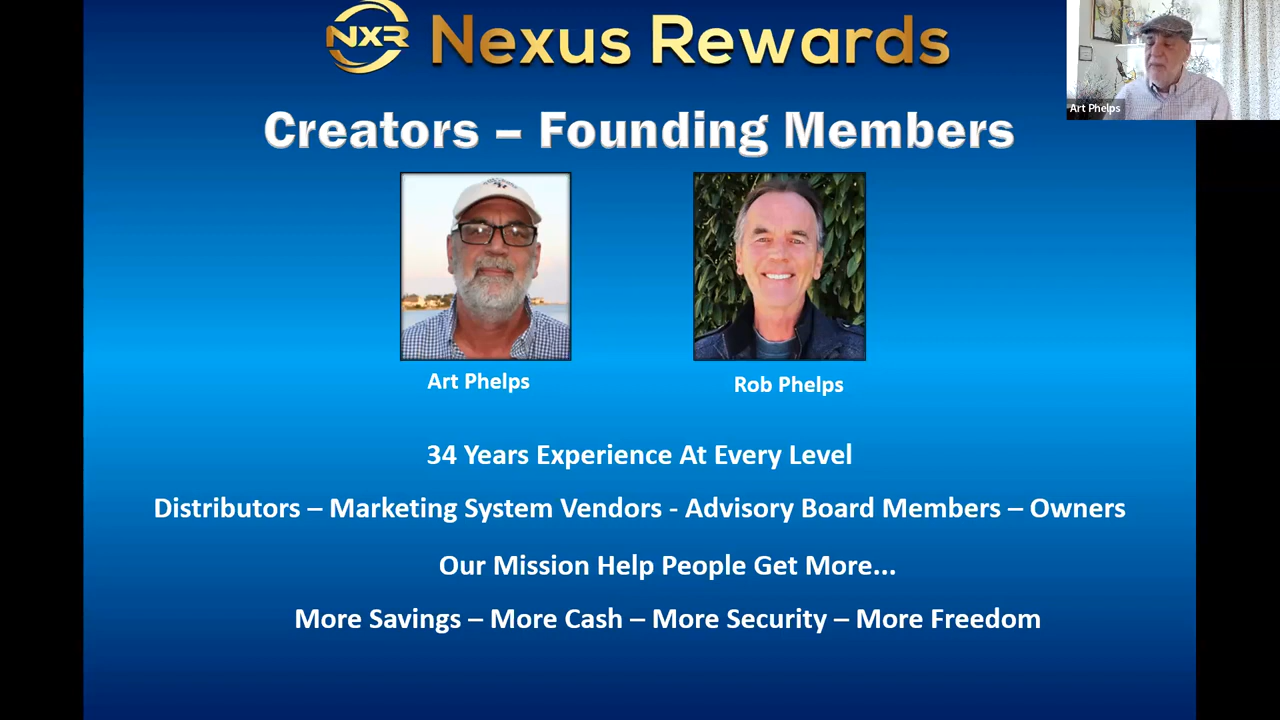 NXR Nexus Rewards
Art Phelps
Creators – Founding Members
Art Phelps
Rob Phelps
34 Years Experience At Every Level
Distributors – Marketing System Vendors - Advisory Board Members – Owners
Our Mission Help People Get More...
More Savings – More Cash – More Security – More Freedom